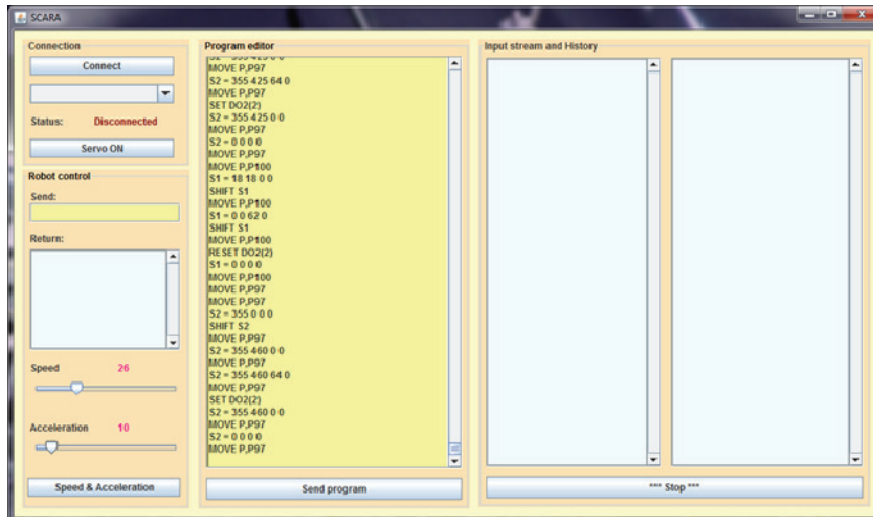 SCARA
Connection
Connect
Status: Disconnected
Servo ON
Robot control
Send:
Return:
Speed 26
Acceleration 10
Speed & Acceleration
Program editor
S2 = 355 425 0 0
MOVE P,P97
S2 = 355 425 64 0
MOVE P,P97
SET DO2(2)
S2 = 355 425 0 0
MOVE P,P97
S2 = 0 0 0 0
MOVE P,P97
MOVE P,P100
S1 = 18 18 0 0
SHIFT S1
MOVE P,P100
S1 = 0 0 62 0
SHIFT S1
MOVE P,P100
RESET DO2(2)
S1 = 0 0 0 0
MOVE P,P100
MOVE P,P97
MOVE P,P97
S2 = 355 0 0 0
SHIFT S2
MOVE P,P97
S2 = 355 460 0 0
MOVE P,P97
S2 = 355 460 64 0
MOVE P,P97
SET DO2(2)
S2 = 355 460 0 0
MOVE P,P97
S2 = 0 0 0 0
MOVE P,P97
Send program
Input stream and History
*** Stop ***